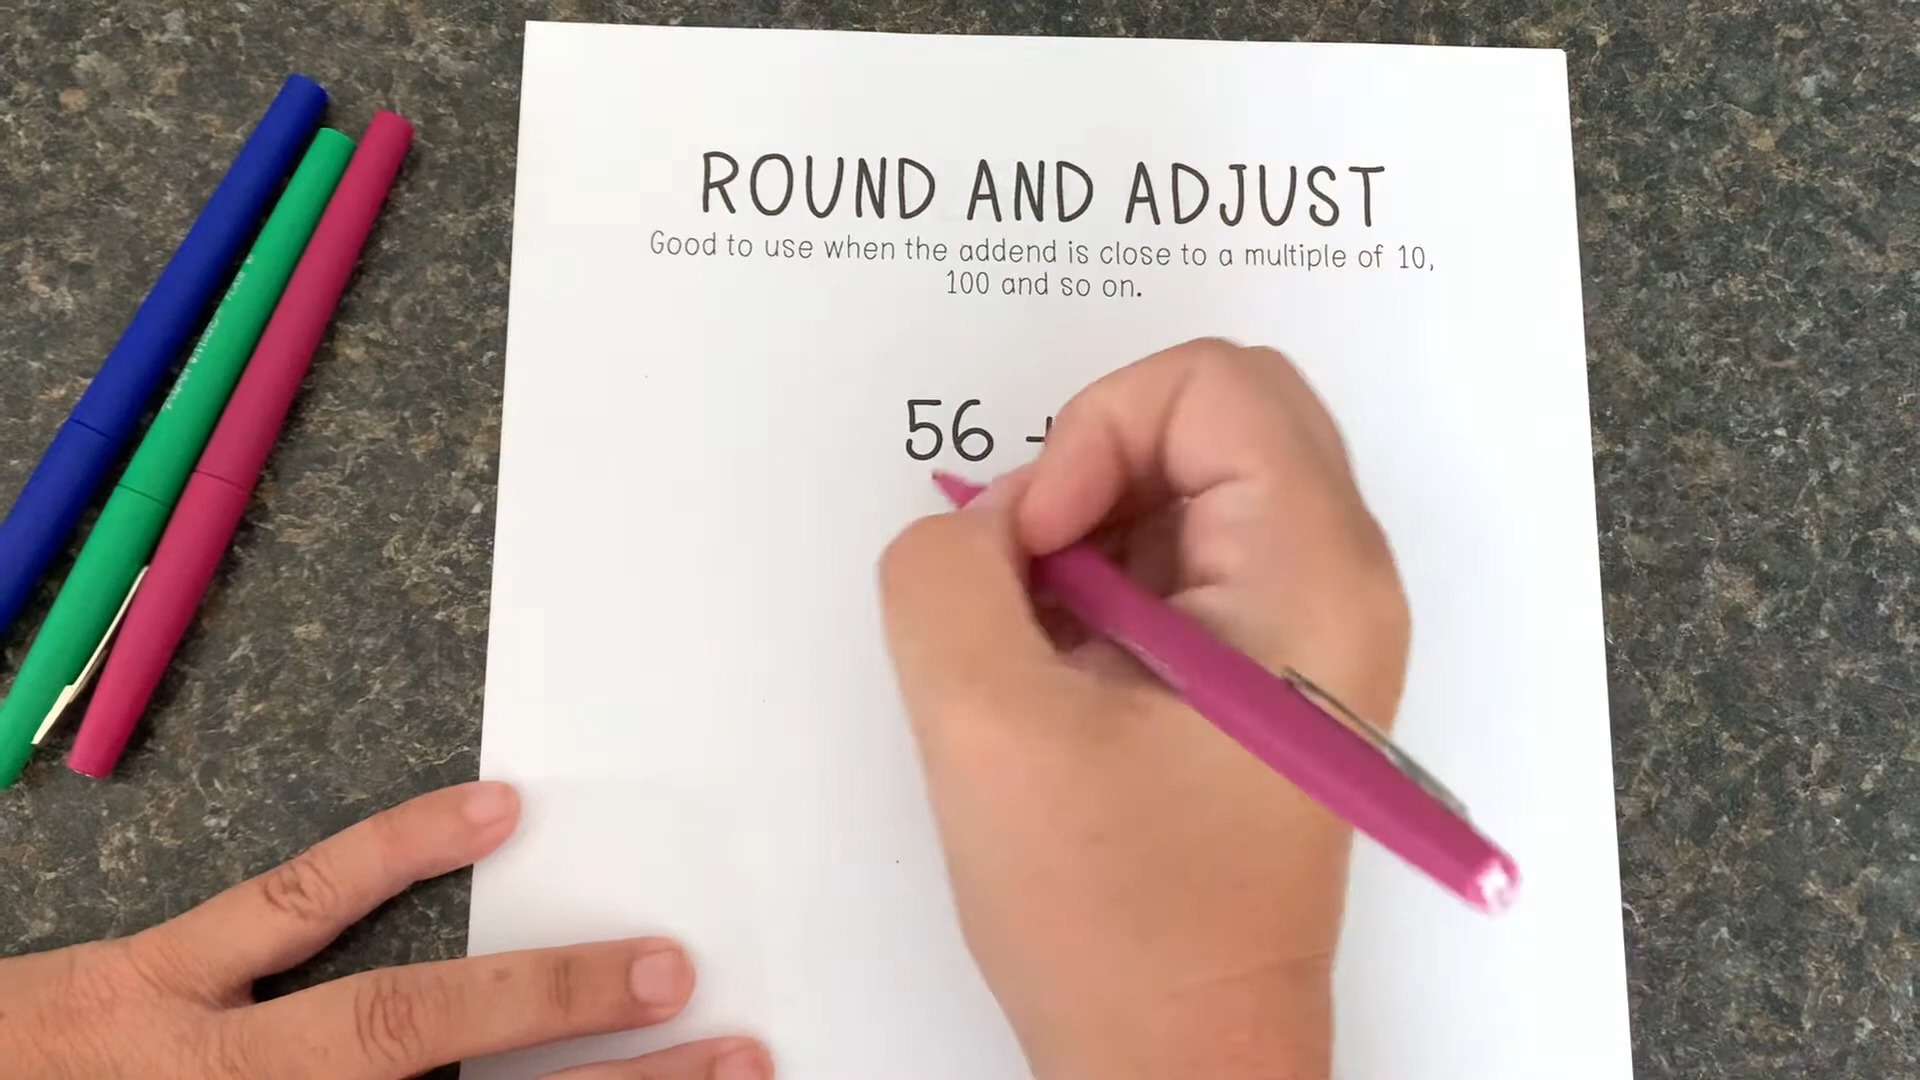 ROUND AND ADJUST
Good to use when the addend is close to a multiple of 10,
100 and so on.
56 +